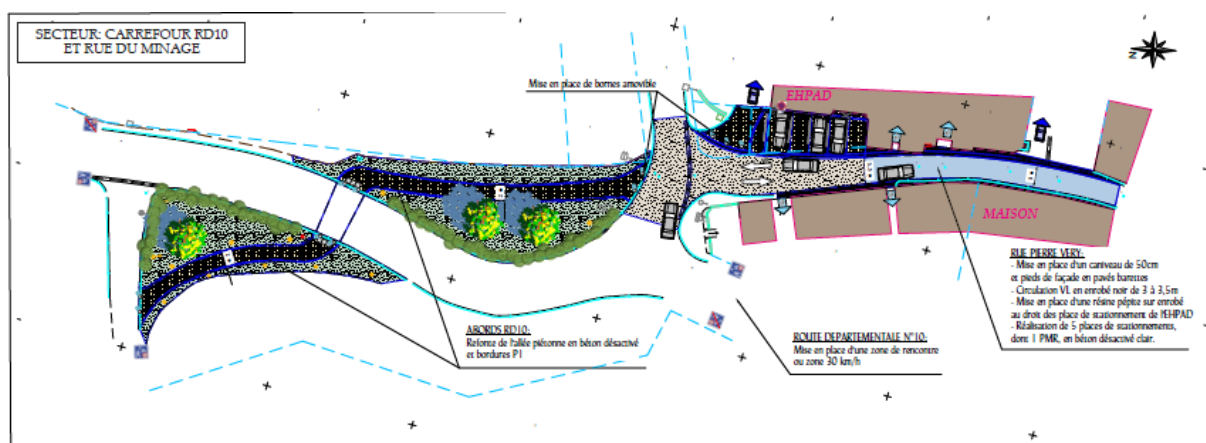 SECTEUR: CARREFOUR RD10
ET RUE DU MINAGE
Mise en place de bornes amovible
EHPAD
N
MAISON
RUE PIERRE VERY:
- Mise en place d'un caniveau de 50cm
et pieds de façade en pavés baresses
- Circulation VL en enrobé noir de 3 à 3,5m
- Mise en place d'une résine pépite sur enrobé
au droit des place de stationnement de l'EHPAD
- Réalisation de 5 places de stationnements,
dont 1 PMR, en béton désactivé clair.
ABORDS RD10:
Refonte de l'allée piétonne en béton désactivé
et bordures P1
ROUTE DEPARTEMENTALE N°10:
Mise en place d'une zone de rencontre
ou zone 30 km/h